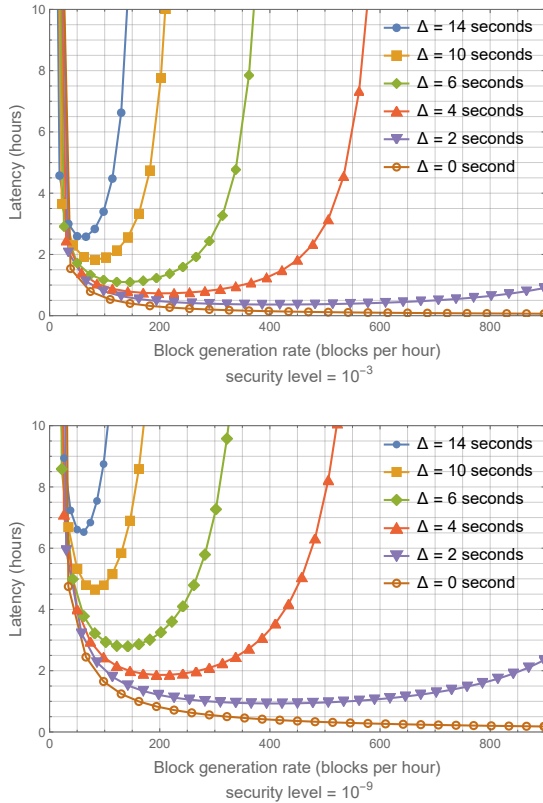 10
8
6
4
2
0
Latency (hours)
Δ = 14 seconds
Δ = 10 seconds
Δ = 6 seconds
Δ = 4 seconds
Δ = 2 seconds
Δ = 0 second
0 200 400 600 800
Block generation rate (blocks per hour)
security level = 10⁻³
10
8
6
4
2
0
Latency (hours)
Δ = 14 seconds
Δ = 10 seconds
Δ = 6 seconds
Δ = 4 seconds
Δ = 2 seconds
Δ = 0 second
0 200 400 600 800
Block generation rate (blocks per hour)
security level = 10⁻⁹